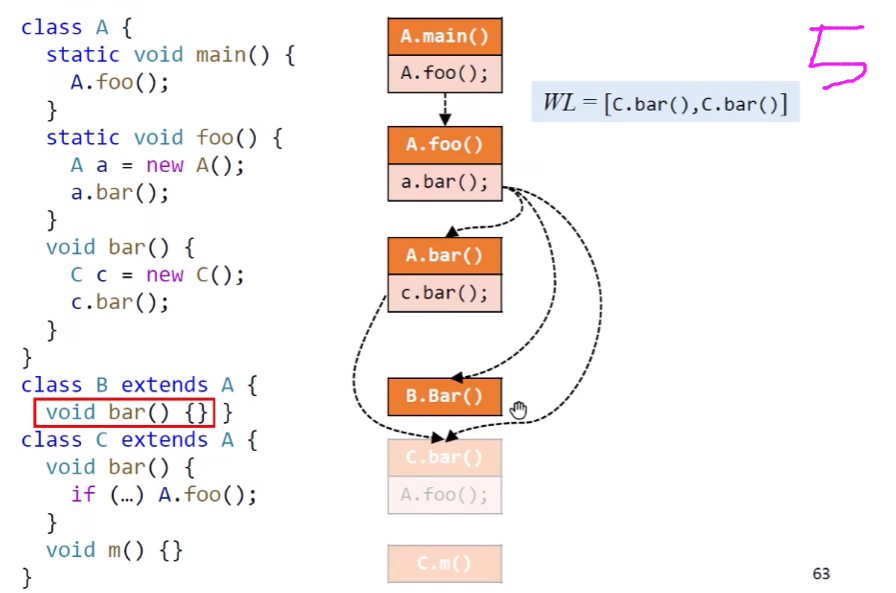 class A {
static void main() {
A.foo();
}
static void foo() {
A a = new A();
a.bar();
}
void bar() {
C c = new C();
c.bar();
}
}
class B extends A {
void bar() {} }
class C extends A {
void bar() {
if (…) A.foo();
}
void m() {}
}
A.main()
A.foo();
A.foo()
a.bar();
A.bar()
c.bar();
B.Bar()
C.bar()
A.foo();
C.m()
WL = [C.bar(),C.bar()]
5
63